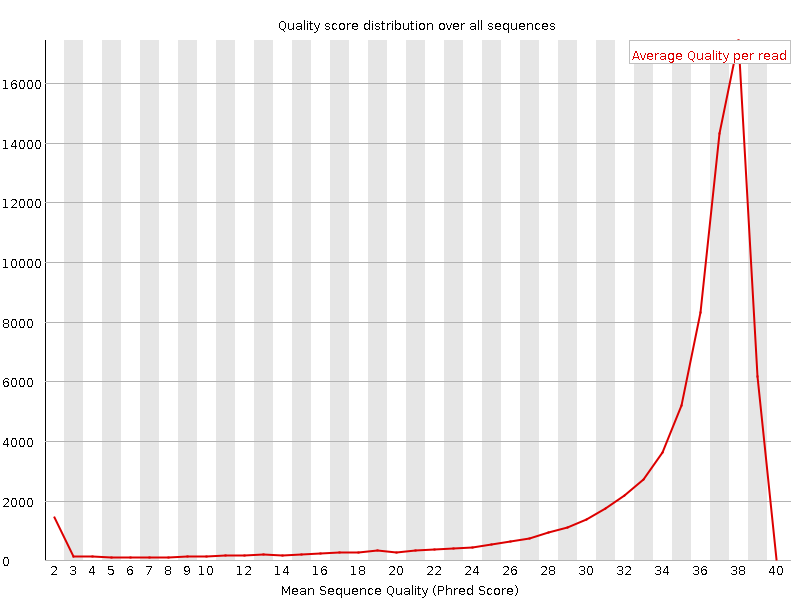 Quality score distribution over all sequences
Average Quality per read
16000
14000
12000
10000
8000
6000
4000
2000
0
2 3 4 5 6 7 8 9 10 12 14 16 18 20 22 24 26 28 30 32 34 36 38 40
Mean Sequence Quality (Phred Score)